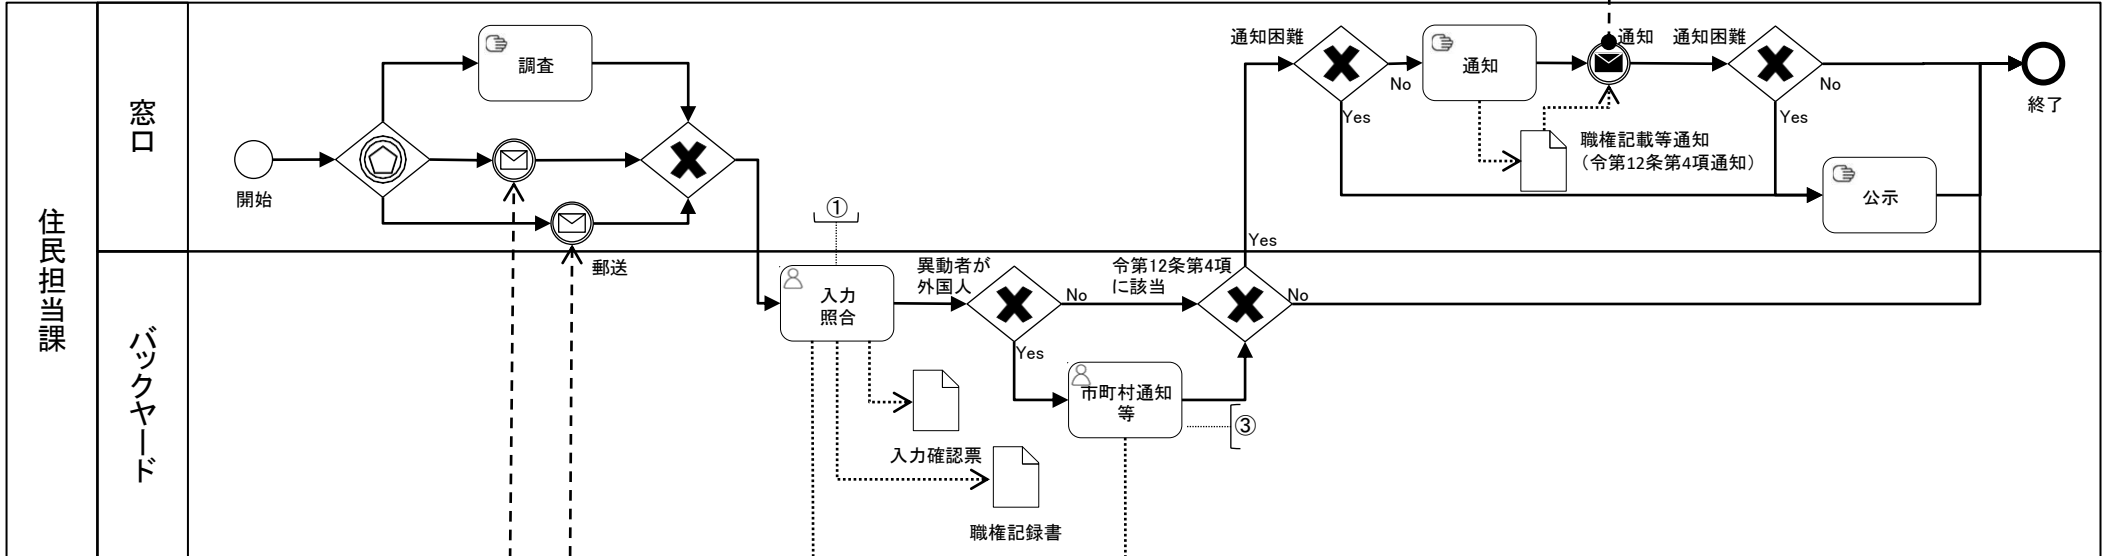 住民担当課
窓口
バックヤード
開始
調査
郵送
①
入力
照合
入力確認票
職権記録書
異動者が
外国人
No
Yes
市町村通知
等
③
令第12条第4項
に該当
Yes
No
通知困難
No
Yes
通知
通知
職権記載等通知
（令第12条第4項通知）
通知困難
No
Yes
公示
終了